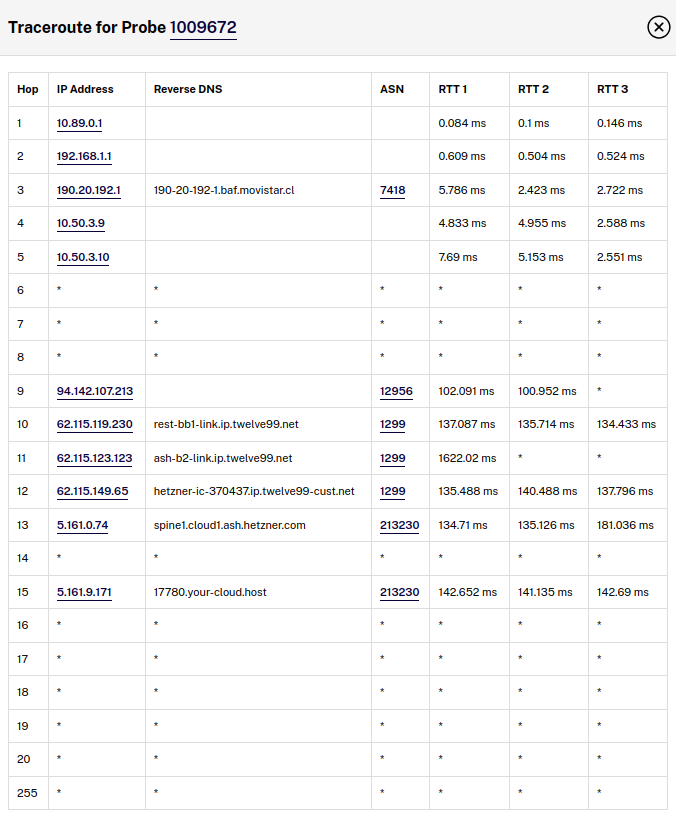 Traceroute for Probe 1009672
Hop IP Address Reverse DNS ASN RTT 1 RTT 2 RTT 3
1 10.89.0.1 0.084 ms 0.1 ms 0.146 ms
2 192.168.1.1 0.609 ms 0.504 ms 0.524 ms
3 190.20.192.1 190-20-192-1.baf.movistar.cl 7418 5.786 ms 2.423 ms 2.722 ms
4 10.50.3.9 4.833 ms 4.955 ms 2.588 ms
5 10.50.3.10 7.69 ms 5.153 ms 2.551 ms
6 * * * * * *
7 * * * * * *
8 * * * * * *
9 94.142.107.213 12956 102.091 ms 100.952 ms *
10 62.115.119.230 rest-bb1-link.ip.twelve99.net 1299 137.087 ms 135.714 ms 134.433 ms
11 62.115.123.123 ash-b2-link.ip.twelve99.net 1299 1622.02 ms * *
12 62.115.149.65 hetzner-ic-370437.ip.twelve99-cust.net 1299 135.488 ms 140.488 ms 137.796 ms
13 5.161.0.74 spine1.cloud1.ash.hetzner.com 213230 134.71 ms 135.126 ms 181.036 ms
14 * * * * * *
15 5.161.9.171 17780.your-cloud.host 213230 142.652 ms 141.135 ms 142.69 ms
16 * * * * * *
17 * * * * * *
18 * * * * * *
19 * * * * * *
20 * * * * * *
255 * * * * * *